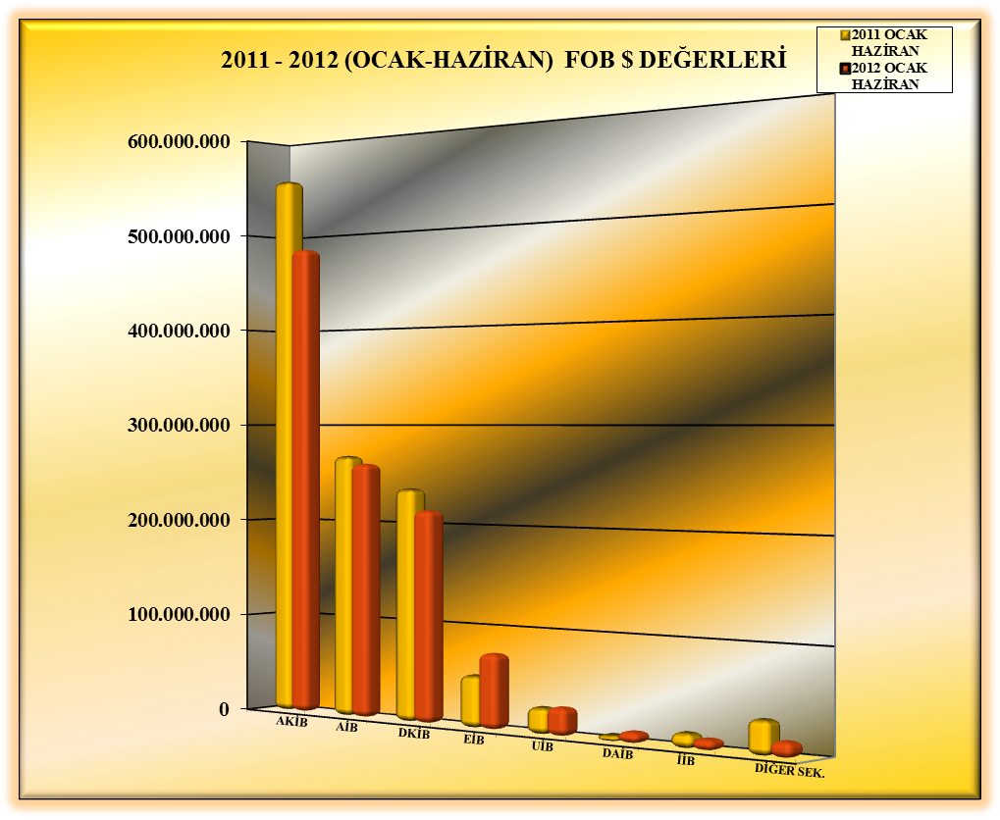 2011 - 2012 (OCAK-HAZİRAN)  FOB $ DEĞERLERİ
2011 OCAK
HAZİRAN
2012 OCAK
HAZİRAN
600.000.000
500.000.000
400.000.000
300.000.000
200.000.000
100.000.000
0
AKİB
AİB
DKİB
EİB
UİB
DAİB
İİB
DİĞER SEK.